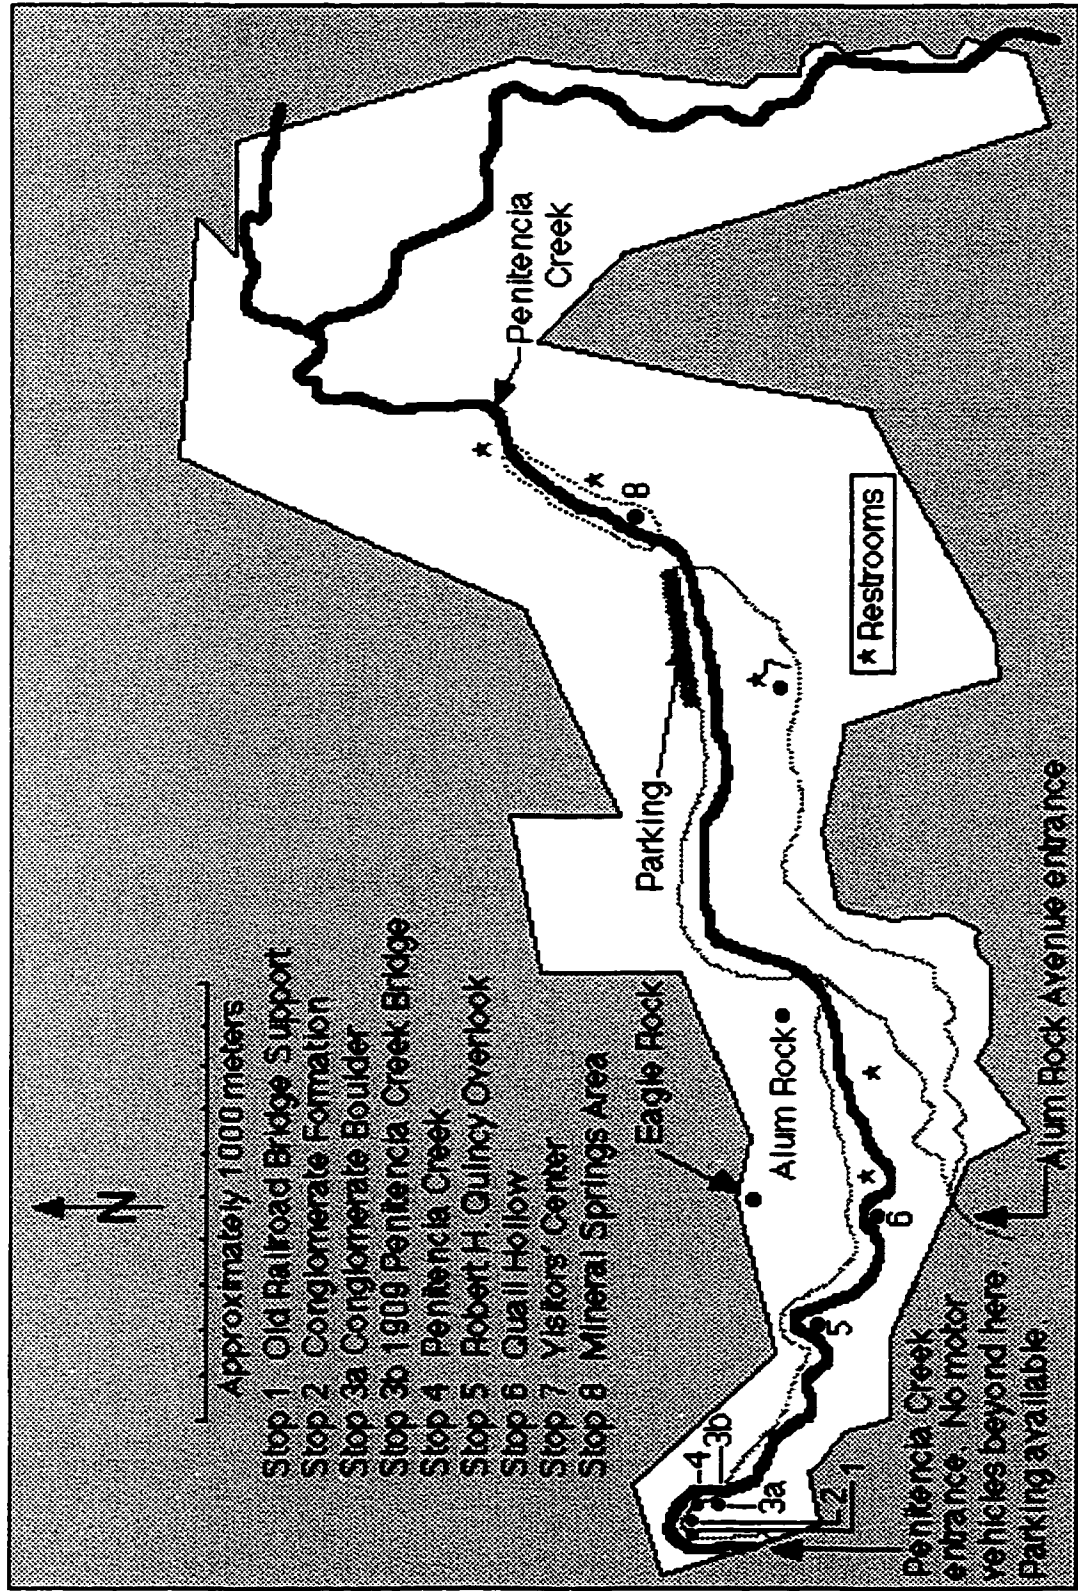 N
Approximately 1000 meters
Stop 1 Old Railroad Bridge Support
Stop 2 Conglomerate Formation
Stop 3a Conglomerate Boulder
Stop 3b 1909 Penitencia Creek Bridge
Stop 4 Penitencia Creek
Stop 5 Robert H. Quincy Overlook
Stop 6 Quail Hollow
Stop 7 Visitors' Center
Stop 8 Mineral Springs Area
Penitencia
Creek
Parking
Eagle Rock
Alum Rock
4
3b
3a
2
1
5
6
7
8
★ Restrooms
Penitencia Creek
entrance. No motor
vehicles beyond here.
Parking available.
Alum Rock Avenue entrance